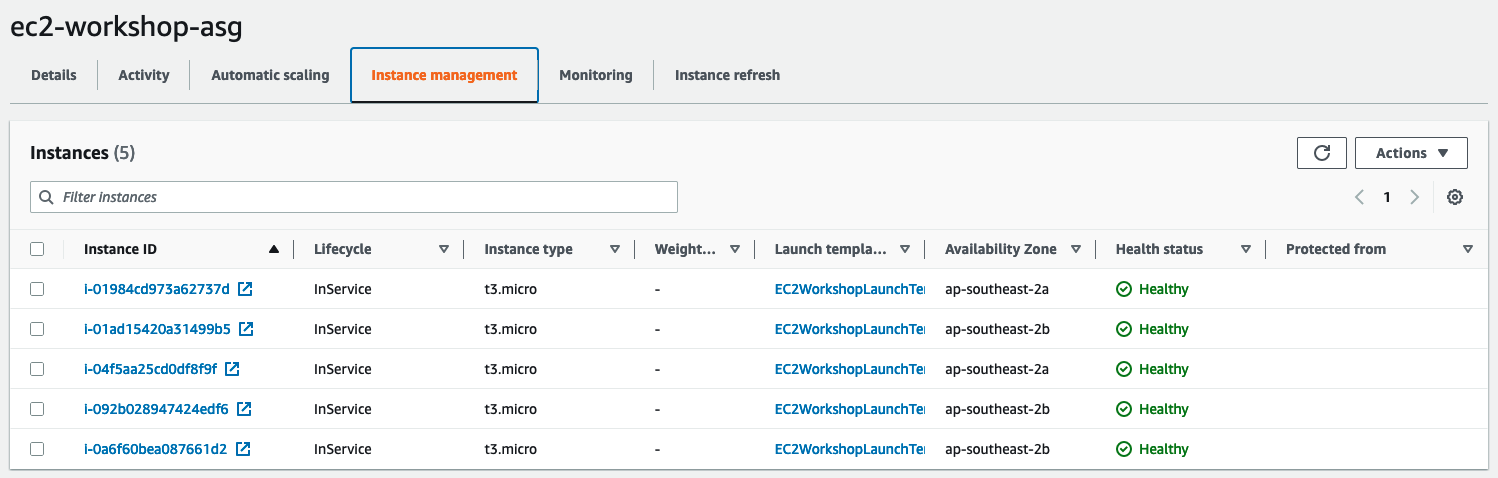 ec2-workshop-asg
Details Activity Automatic scaling Instance management Monitoring Instance refresh
Instances (5)
Actions
Filter instances
1
Instance ID Lifecycle Instance type Weight... Launch templa... Availability Zone Health status Protected from
i-01984cd973a62737d InService t3.micro - EC2WorkshopLaunchTe ap-southeast-2a Healthy
i-01ad15420a31499b5 InService t3.micro - EC2WorkshopLaunchTe ap-southeast-2b Healthy
i-04f5aa25cd0df8f9f InService t3.micro - EC2WorkshopLaunchTe ap-southeast-2a Healthy
i-092b028947424edf6 InService t3.micro - EC2WorkshopLaunchTe ap-southeast-2b Healthy
i-0a6f60bea087661d2 InService t3.micro - EC2WorkshopLaunchTe ap-southeast-2b Healthy